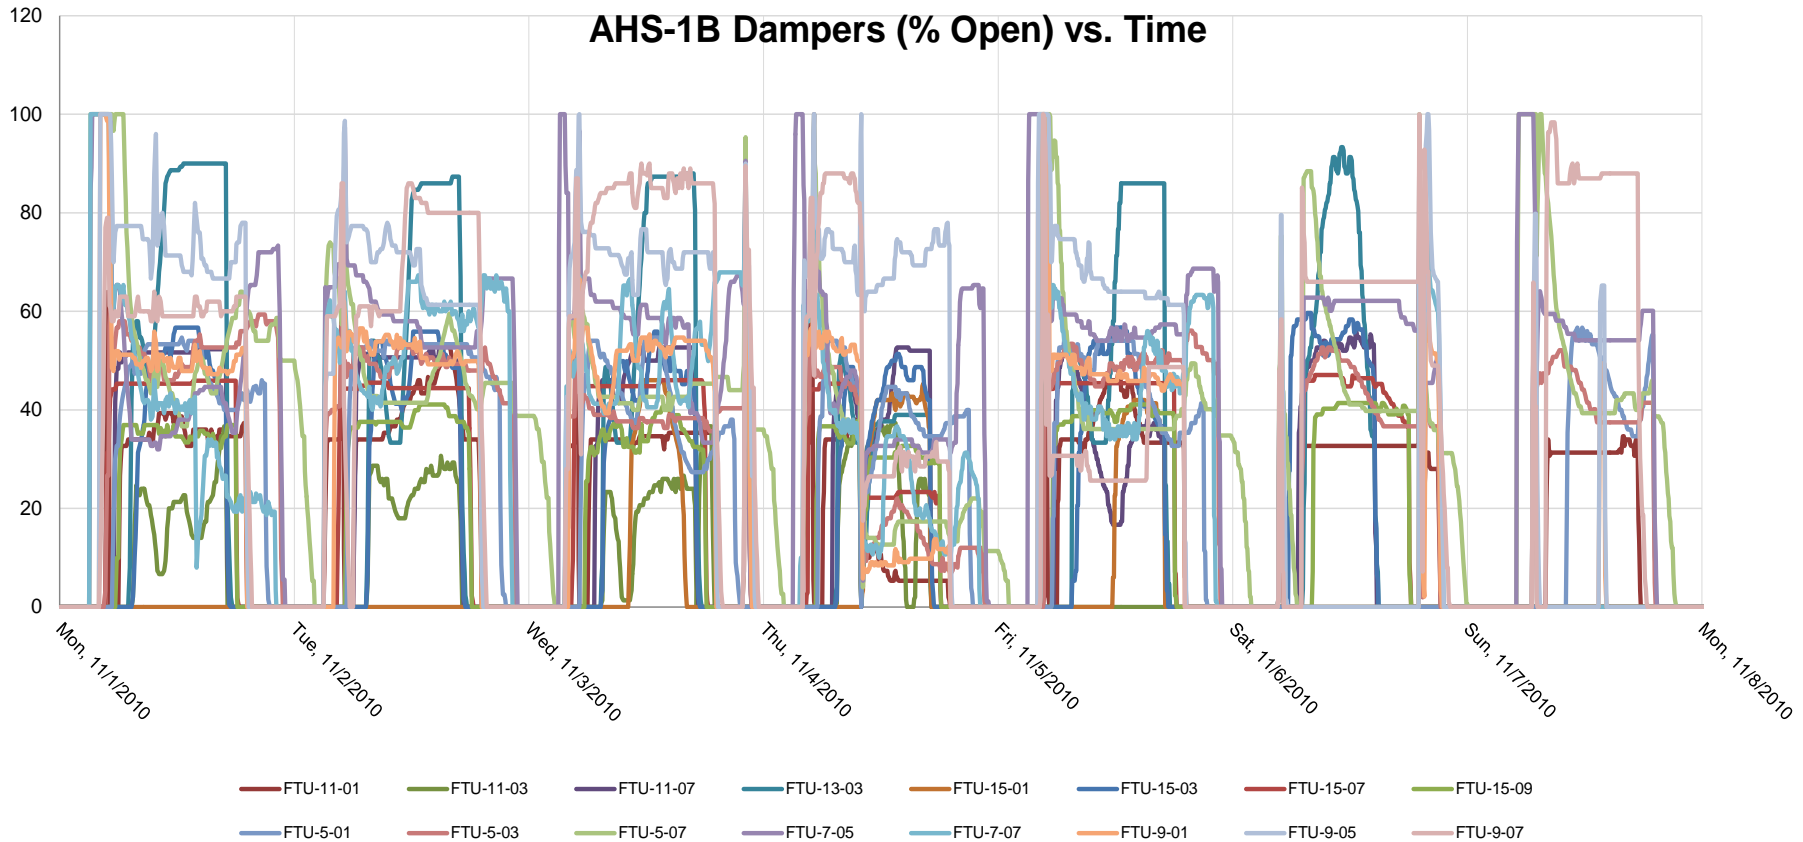 AHS-1B Dampers (% Open) vs. Time
120
100
80
60
40
20
0
Mon, 11/1/2010
Tue, 11/2/2010
Wed, 11/3/2010
Thu, 11/4/2010
Fri, 11/5/2010
Sat, 11/6/2010
Sun, 11/7/2010
Mon, 11/8/2010
FTU-11-01 FTU-11-03 FTU-11-07 FTU-13-03 FTU-15-01 FTU-15-03 FTU-15-07 FTU-15-09
FTU-5-01 FTU-5-03 FTU-5-07 FTU-7-05 FTU-7-07 FTU-9-01 FTU-9-05 FTU-9-07